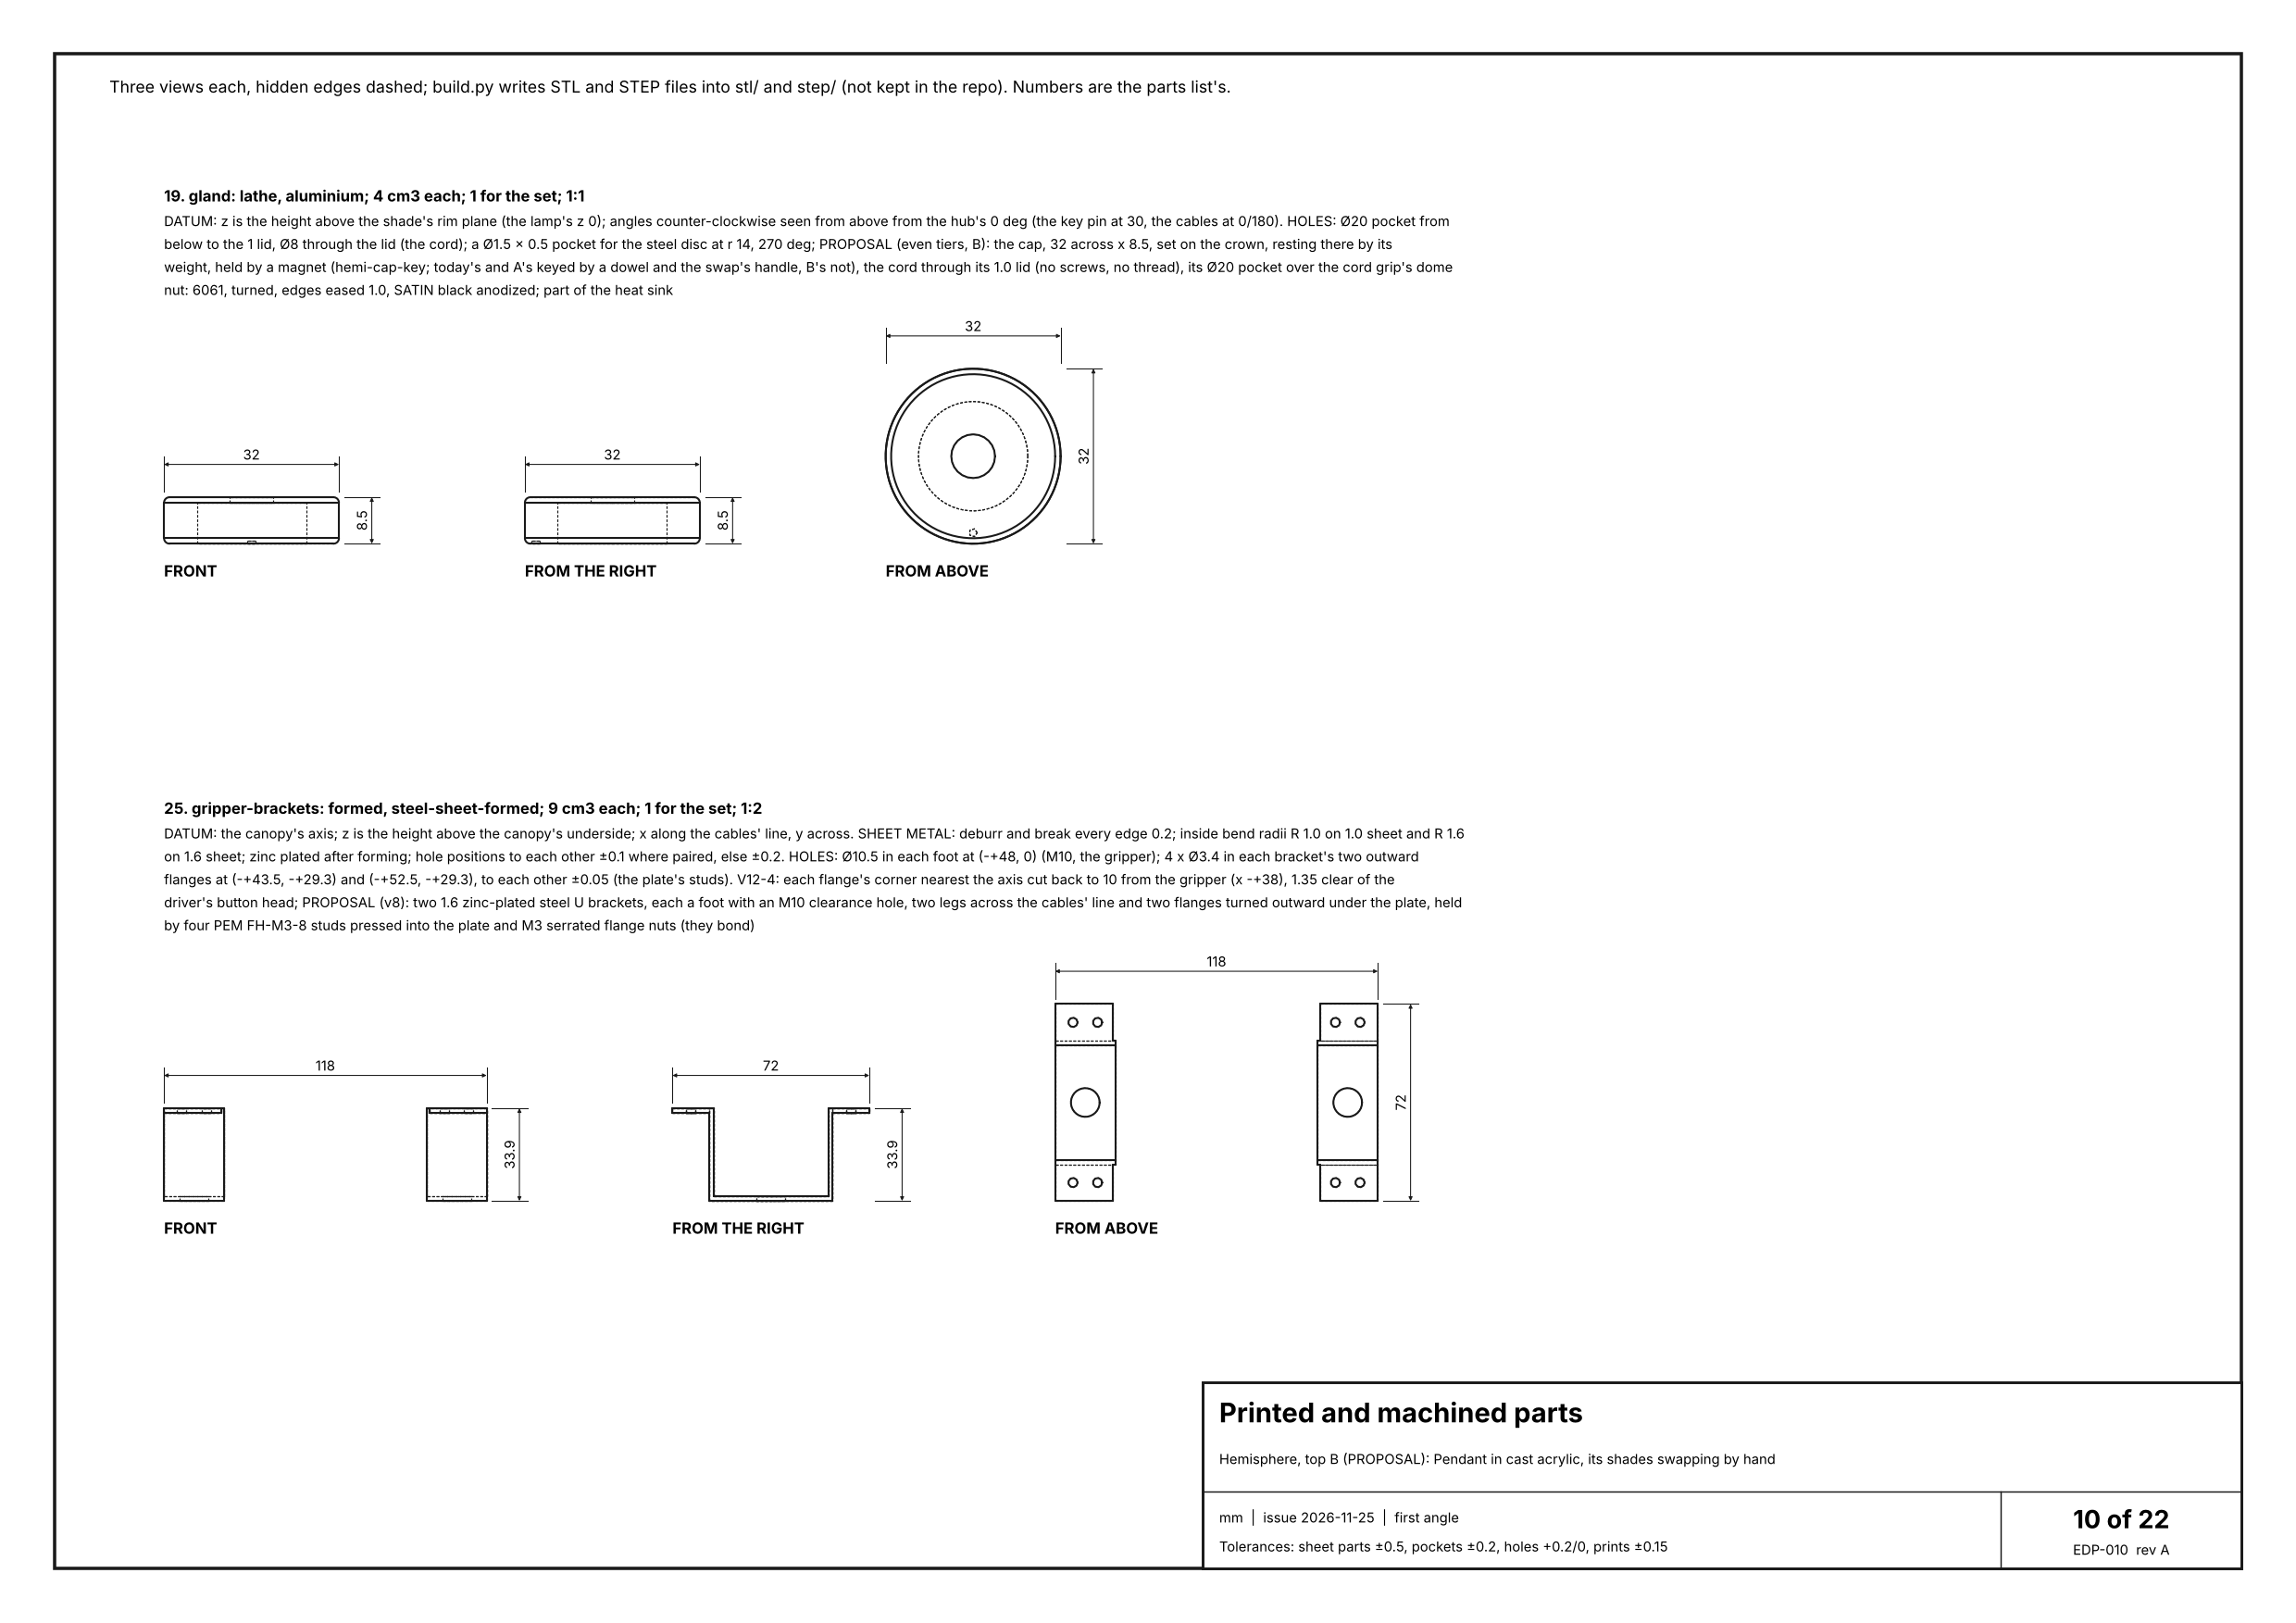 Three views each, hidden edges dashed; build.py writes STL and STEP files into stl/ and step/ (not kept in the repo). Numbers are the parts list's.
19. gland: lathe, aluminium; 4 cm3 each; 1 for the set; 1:1
DATUM: z is the height above the shade's rim plane (the lamp's z 0); angles counter-clockwise seen from above from the hub's 0 deg (the key pin at 30, the cables at 0/180). HOLES: Ø20 pocket from
below to the 1 lid, Ø8 through the lid (the cord); a Ø1.5 × 0.5 pocket for the steel disc at r 14, 270 deg; PROPOSAL (even tiers, B): the cap, 32 across x 8.5, set on the crown, resting there by its
weight, held by a magnet (hemi-cap-key; today's and A's keyed by a dowel and the swap's handle, B's not), the cord through its 1.0 lid (no screws, no thread), its Ø20 pocket over the cord grip's dome
nut: 6061, turned, edges eased 1.0, SATIN black anodized; part of the heat sink
32
32
32
32
8.5
8.5
FRONT
FROM THE RIGHT
FROM ABOVE
25. gripper-brackets: formed, steel-sheet-formed; 9 cm3 each; 1 for the set; 1:2
DATUM: the canopy's axis; z is the height above the canopy's underside; x along the cables' line, y across. SHEET METAL: deburr and break every edge 0.2; inside bend radii R 1.0 on 1.0 sheet and R 1.6
on 1.6 sheet; zinc plated after forming; hole positions to each other ±0.1 where paired, else ±0.2. HOLES: Ø10.5 in each foot at (-+48, 0) (M10, the gripper); 4 x Ø3.4 in each bracket's two outward
flanges at (-+43.5, -+29.3) and (-+52.5, -+29.3), to each other ±0.05 (the plate's studs). V12-4: each flange's corner nearest the axis cut back to 10 from the gripper (x -+38), 1.35 clear of the
driver's button head; PROPOSAL (v8): two 1.6 zinc-plated steel U brackets, each a foot with an M10 clearance hole, two legs across the cables' line and two flanges turned outward under the plate, held
by four PEM FH-M3-8 studs pressed into the plate and M3 serrated flange nuts (they bond)
118
118
72
72
33.9
33.9
FRONT
FROM THE RIGHT
FROM ABOVE
Printed and machined parts
Hemisphere, top B (PROPOSAL): Pendant in cast acrylic, its shades swapping by hand
mm | issue 2026-11-25 | first angle
Tolerances: sheet parts ±0.5, pockets ±0.2, holes +0.2/0, prints ±0.15
10 of 22
EDP-010 rev A